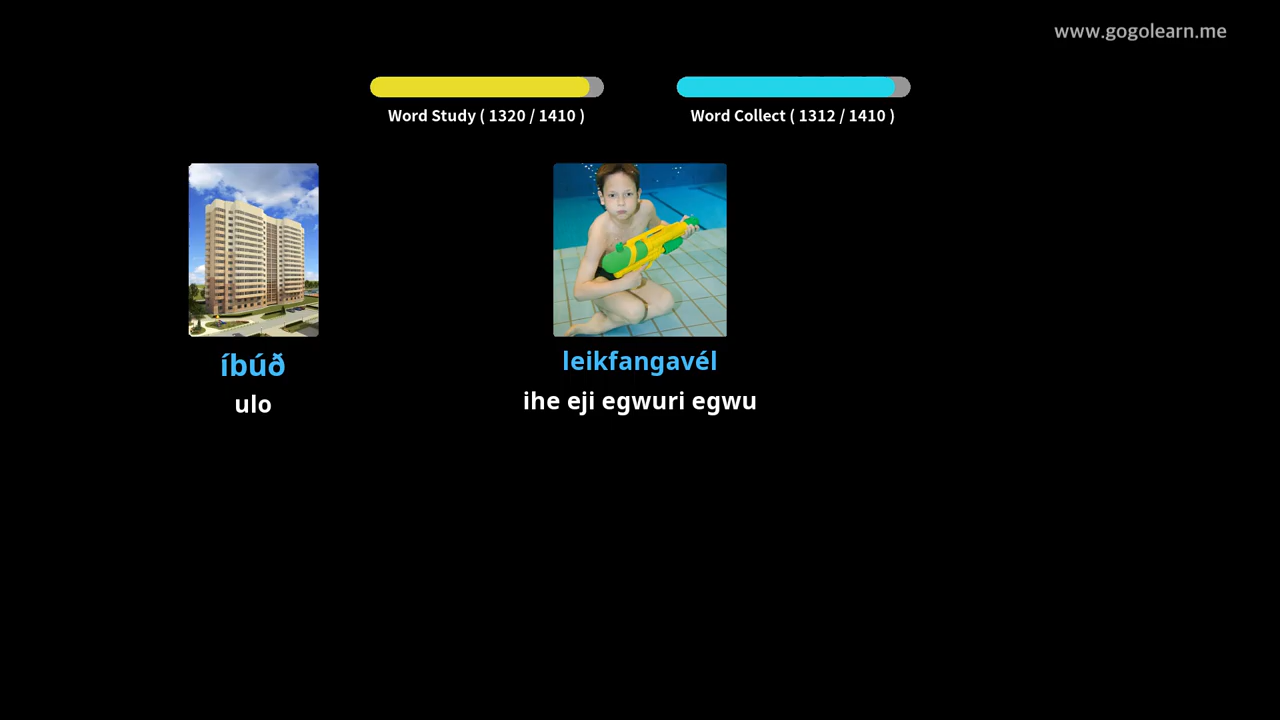 www.gogolearn.me
Word Study ( 1320 / 1410 )
Word Collect ( 1312 / 1410 )
íbúð
ulo
leikfangavél
ihe eji egwuri egwu